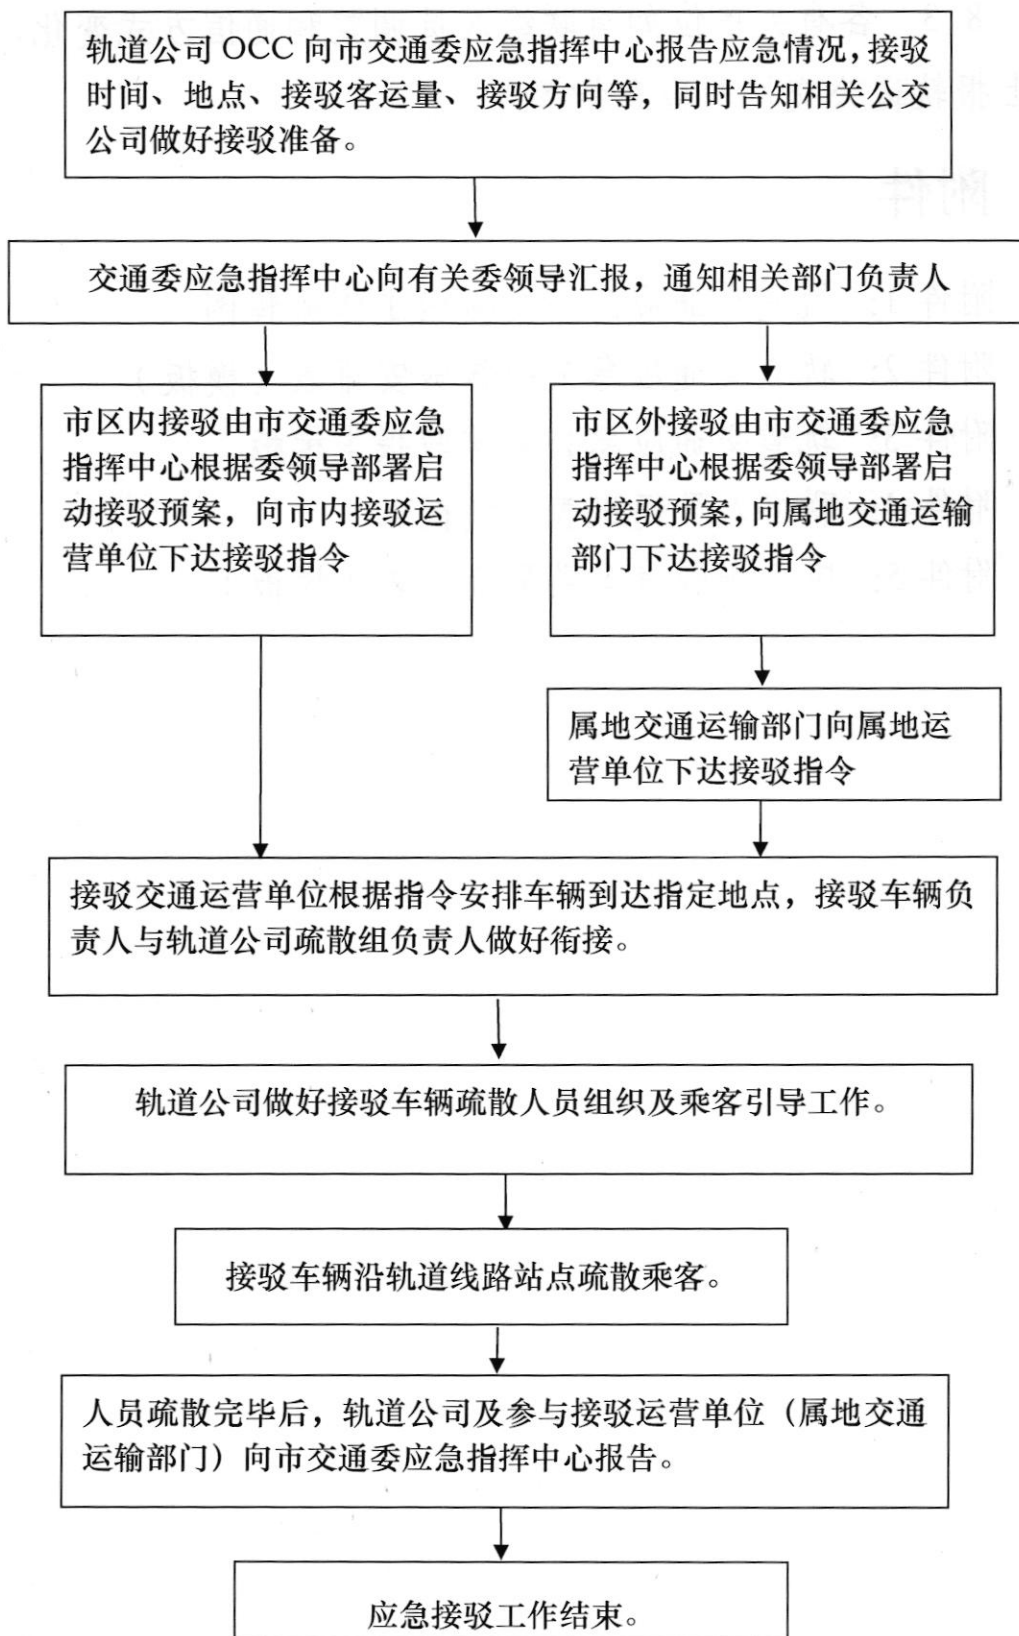 轨道公司 OCC 向市交通委应急指挥中心报告应急情况，接驳
时间、地点、接驳客运量、接驳方向等，同时告知相关公交
公司做好接驳准备。
附件
交通委应急指挥中心向有关委领导汇报，通知相关部门负责人
市区内接驳由市交通委应急
指挥中心根据委领导部署启
动接驳预案，向市内接驳运
营单位下达接驳指令
市区外接驳由市交通委应急
指挥中心根据委领导部署启
动接驳预案，向属地交通运输
部门下达接驳指令
属地交通运输部门向属地运
营单位下达接驳指令
接驳交通运营单位根据指令安排车辆到达指定地点，接驳车辆负
责人与轨道公司疏散组负责人做好衔接。
轨道公司做好接驳车辆疏散人员组织及乘客引导工作。
接驳车辆沿轨道线路站点疏散乘客。
人员疏散完毕后，轨道公司及参与接驳运营单位（属地交通
运输部门）向市交通委应急指挥中心报告。
应急接驳工作结束。